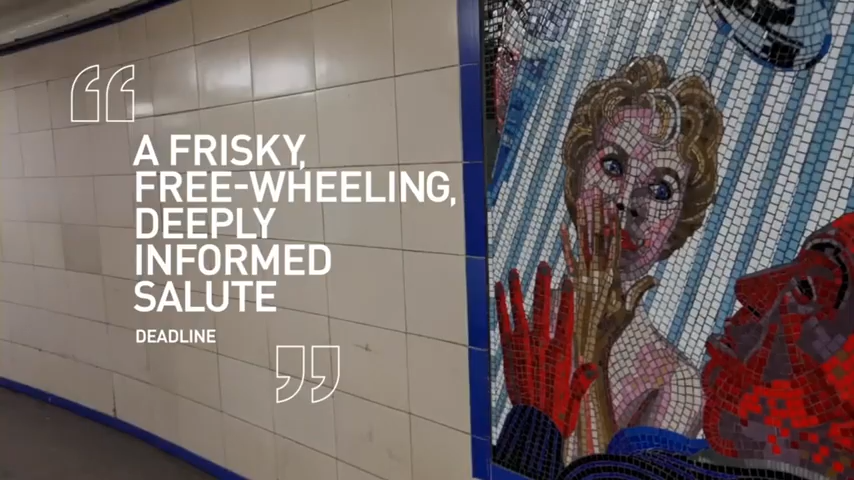 A FRISKY,
FREE-WHEELING,
DEEPLY
INFORMED
SALUTE
DEADLINE